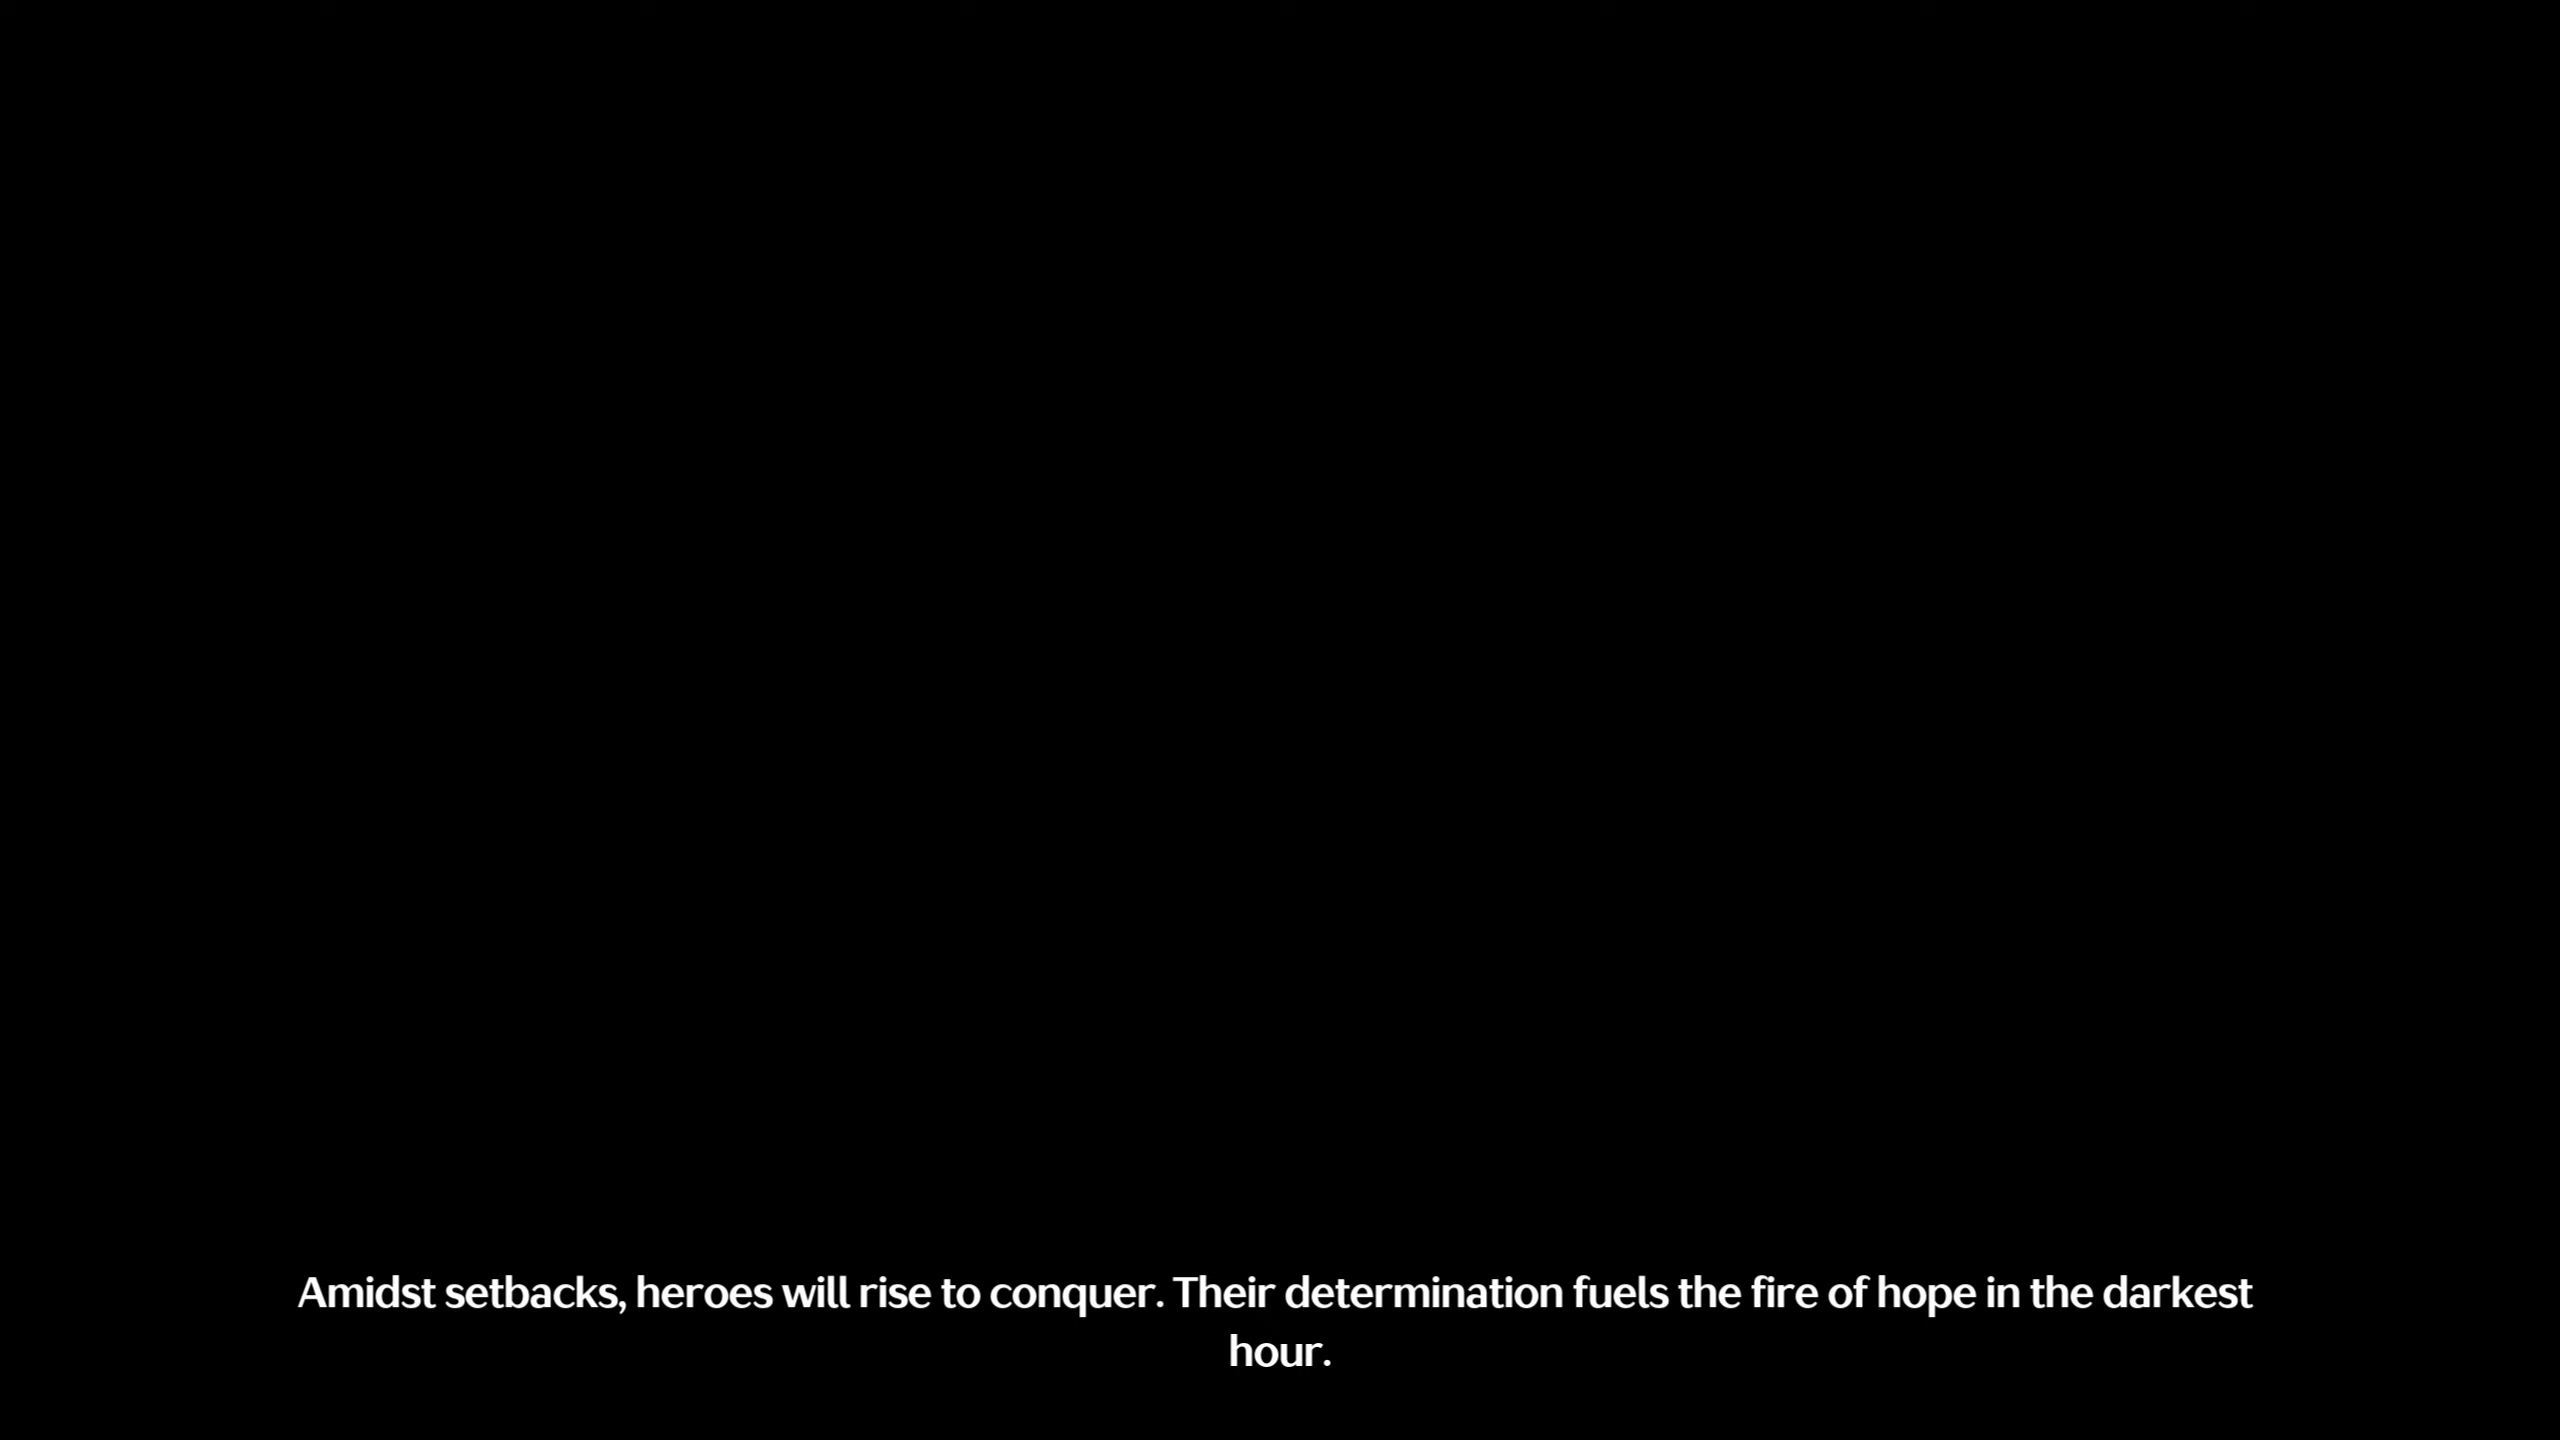 Amidst setbacks, heroes will rise to conquer. Their determination fuels the fire of hope in the darkest
hour.